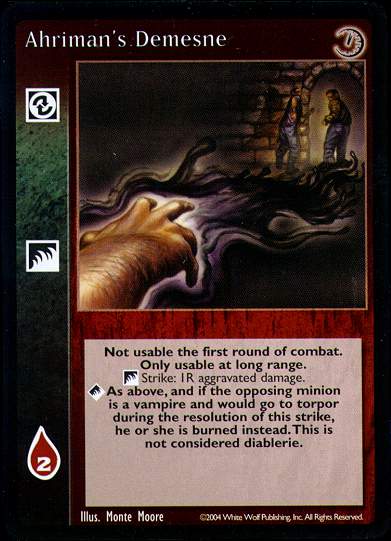 Ahriman's Demesne
Not usable the first round of combat.
Only usable at long range.
Strike: 1R aggravated damage.
As above, and if the opposing minion
is a vampire and would go to torpor
during the resolution of this strike,
he or she is burned instead. This is
not considered diablerie.
2
Illus. Monte Moore
©2004 White Wolf Publishing, Inc. All Rights Reserved.